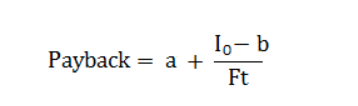 Payback = a + I₀− b
Ft